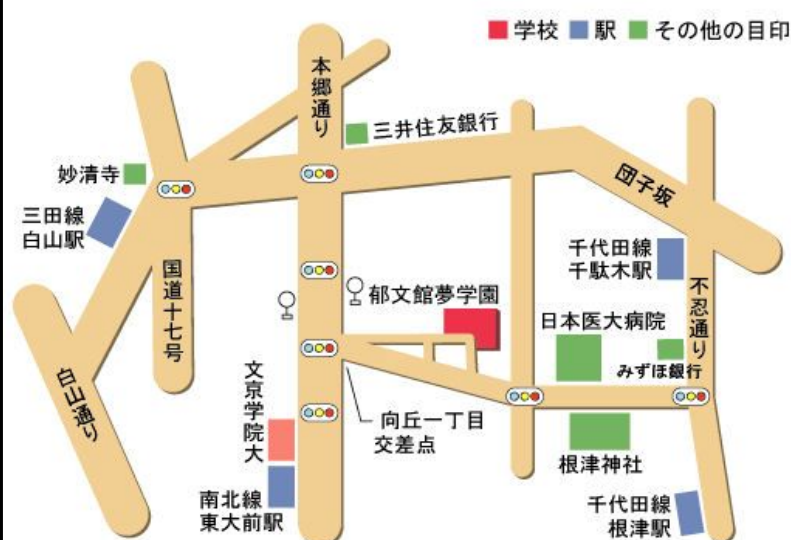 学校 駅 その他の目印
本郷通り
三井住友銀行
妙清寺
団子坂
三田線
白山駅
千代田線
千駄木駅
国道十七号
不忍通り
郁文館夢学園
日本医大病院
みずほ銀行
白山通り
文京学院大
向丘一丁目
交差点
根津神社
南北線
東大前駅
千代田線
根津駅